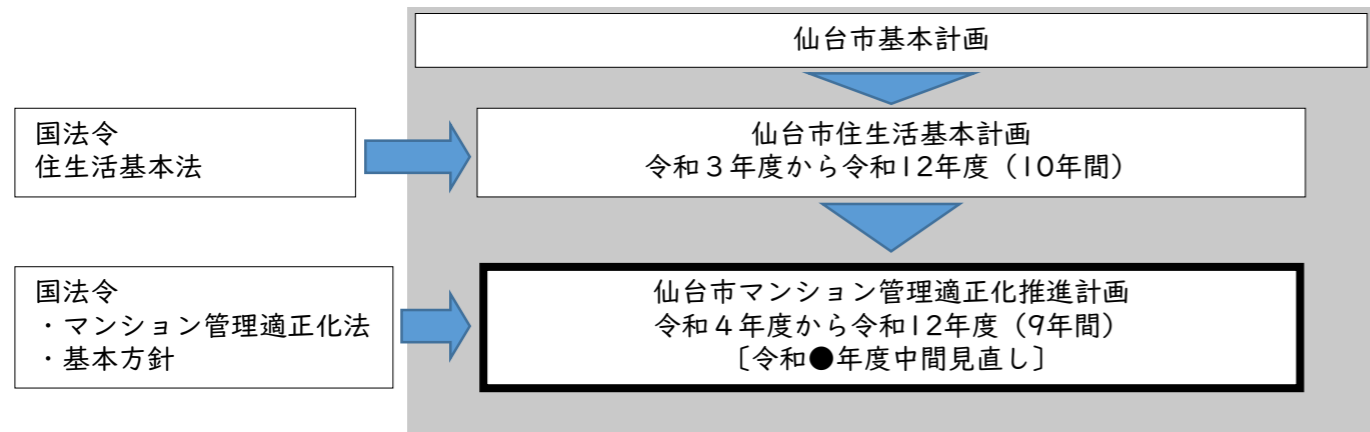 仙台市基本計画
国法令
住生活基本法
仙台市住生活基本計画
令和３年度から令和12年度（10年間）
国法令
・マンション管理適正化法
・基本方針
仙台市マンション管理適正化推進計画
令和４年度から令和12年度（9年間）
〔令和●年度中間見直し〕